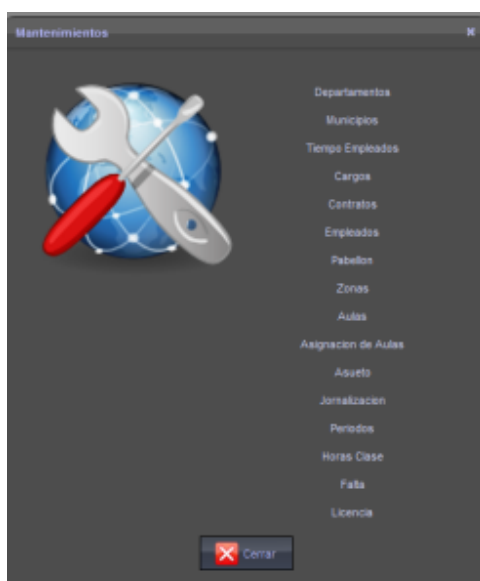 Mantenimientos
Departamentos
Municipios
Tiempo Empleados
Cargos
Contratos
Empleados
Pabellon
Zonas
Aulas
Asignacion de Aulas
Asueto
Jornalizacion
Periodos
Horas Clase
Falta
Licencia
Cerrar